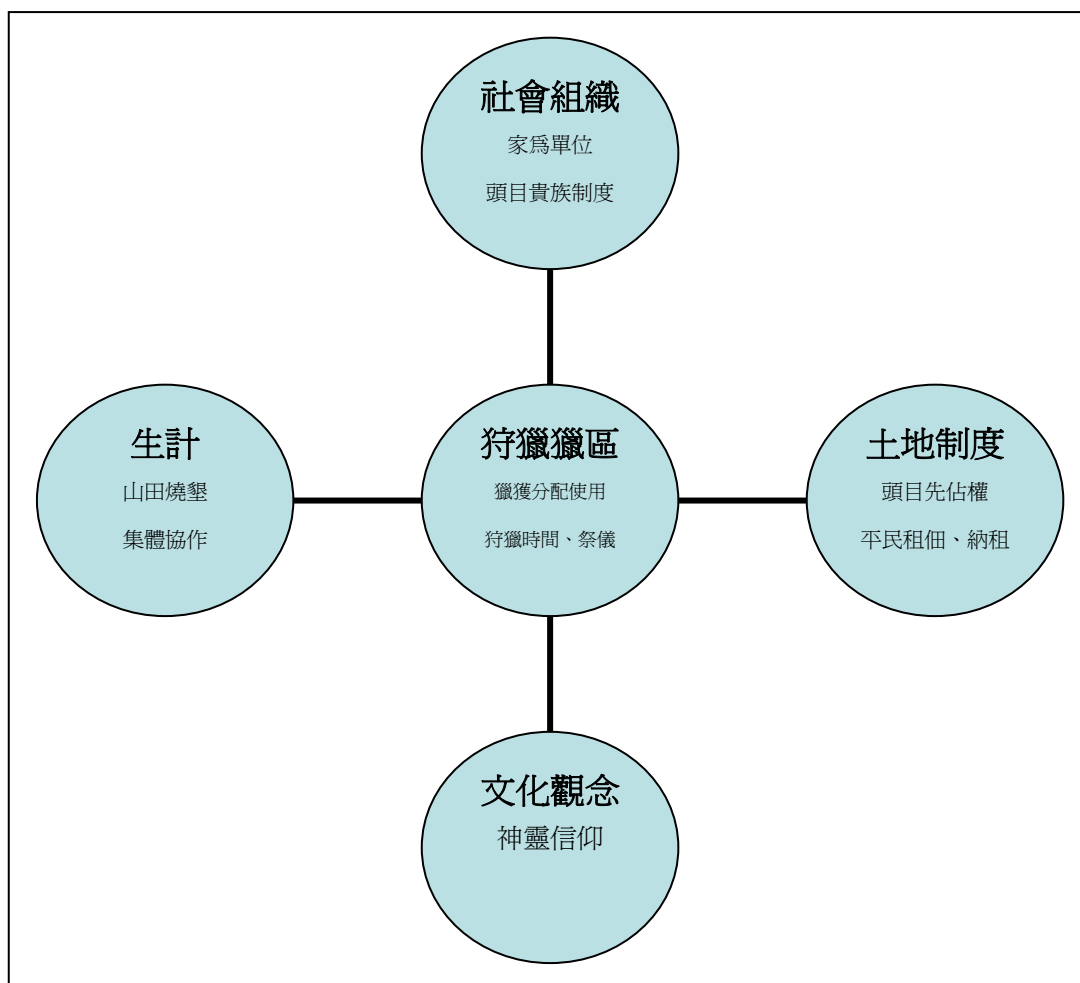 社會組織
家為單位
頭目貴族制度
生計
山田燒墾
集體協作
狩獵獵區
獵獲分配使用
狩獵時間、祭儀
土地制度
頭目先佔權
平民租佃、納租
文化觀念
神靈信仰